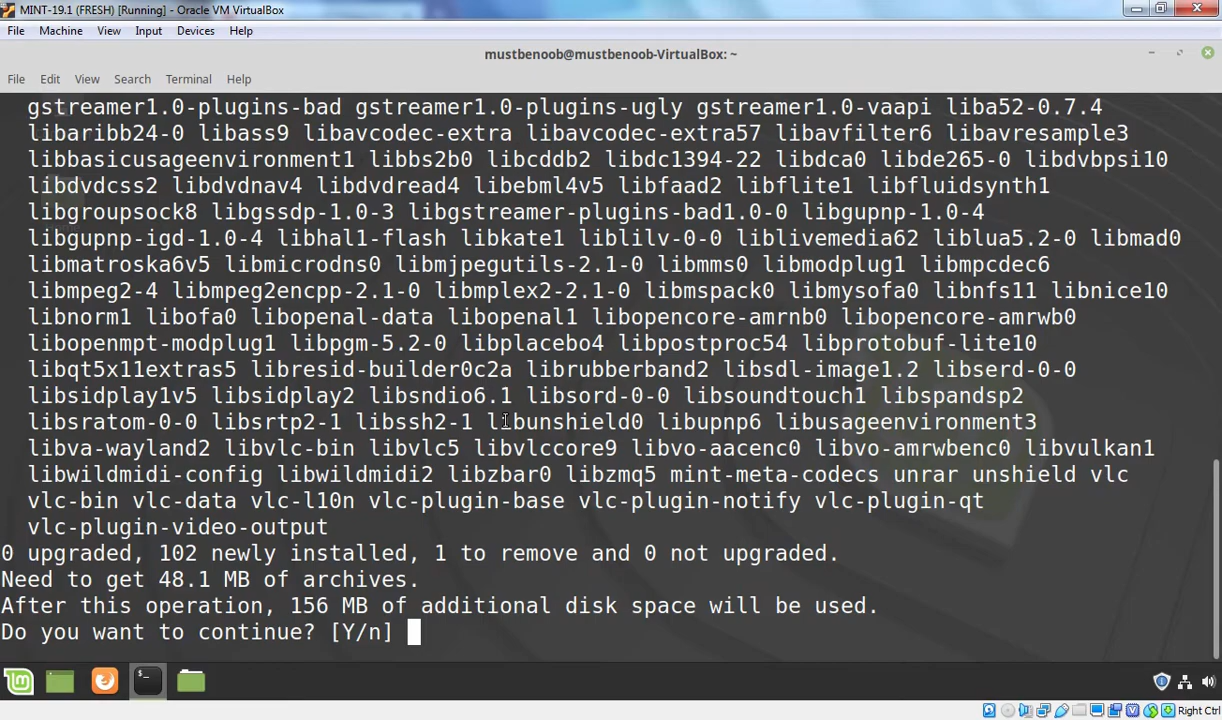 MINT-19.1 (FRESH) [Running] - Oracle VM VirtualBox
File Machine View Input Devices Help
mustbenoob@mustbenoob-VirtualBox: ~
File Edit View Search Terminal Help
gstreamer1.0-plugins-bad gstreamer1.0-plugins-ugly gstreamer1.0-vaapi liba52-0.7.4
libaribb24-0 libass9 libavcodec-extra libavcodec-extra57 libavfilter6 libavresample3
libbasicusageenvironment1 libbs2b0 libcddb2 libdc1394-22 libdca0 libde265-0 libdvbpsi10
libdvdcss2 libdvdnav4 libdvdread4 libebml4v5 libfaad2 libflite1 libfluidsynth1
libgroupsock8 libgssdp-1.0-3 libgstreamer-plugins-bad1.0-0 libgupnp-1.0-4
libgupnp-igd-1.0-4 libhal1-flash libkate1 liblilv-0-0 liblivemedia62 liblua5.2-0 libmad0
libmatroska6v5 libmicrodns0 libmjpegutils-2.1-0 libmms0 libmodplug1 libmpcdec6
libmpeg2-4 libmpeg2encpp-2.1-0 libmplex2-2.1-0 libmspack0 libmysofa0 libnfs11 libnice10
libnorm1 libofa0 libopenal-data libopenal1 libopencore-amrnb0 libopencore-amrwb0
libopenmpt-modplug1 libpgm-5.2-0 libplacebo4 libpostproc54 libprotobuf-lite10
libqt5x11extras5 libresid-builder0c2a librubberband2 libsdl-image1.2 libserd-0-0
libsidplay1v5 libsidplay2 libsndio6.1 libsord-0-0 libsoundtouch1 libspandsp2
libsratom-0-0 libsrtp2-1 libssh2-1 libunshield0 libupnp6 libusageenvironment3
libva-wayland2 libvlc-bin libvlc5 libvlccore9 libvo-aacenc0 libvo-amrwbenc0 libvulkan1
libwildmidi-config libwildmidi2 libzbar0 libzmq5 mint-meta-codecs unrar unshield vlc
vlc-bin vlc-data vlc-l10n vlc-plugin-base vlc-plugin-notify vlc-plugin-qt
vlc-plugin-video-output
0 upgraded, 102 newly installed, 1 to remove and 0 not upgraded.
Need to get 48.1 MB of archives.
After this operation, 156 MB of additional disk space will be used.
Do you want to continue? [Y/n]
Right Ctrl